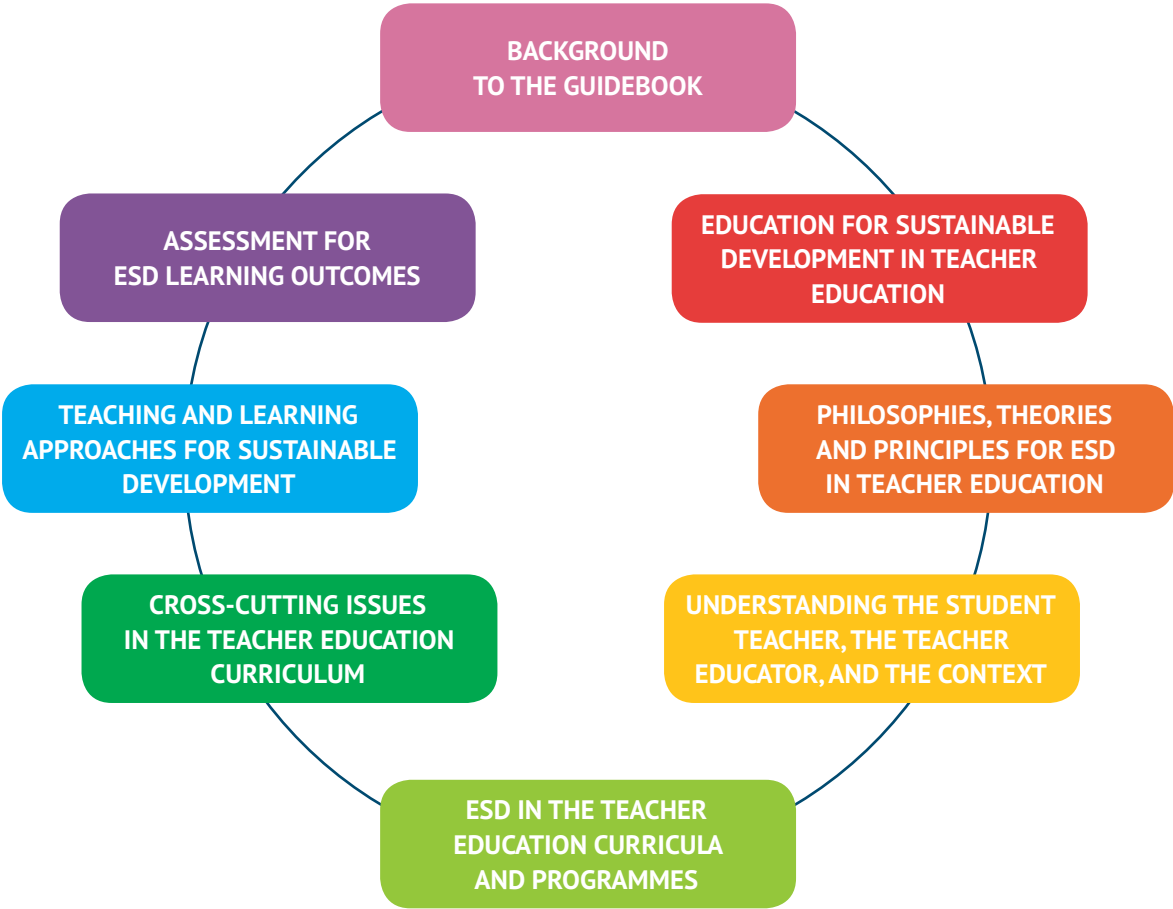 BACKGROUND
TO THE GUIDEBOOK
EDUCATION FOR SUSTAINABLE
DEVELOPMENT IN TEACHER
EDUCATION
PHILOSOPHIES, THEORIES
AND PRINCIPLES FOR ESD
IN TEACHER EDUCATION
UNDERSTANDING THE STUDENT
TEACHER, THE TEACHER
EDUCATOR, AND THE CONTEXT
ESD IN THE TEACHER
EDUCATION CURRICULA
AND PROGRAMMES
CROSS-CUTTING ISSUES
IN THE TEACHER EDUCATION
CURRICULUM
TEACHING AND LEARNING
APPROACHES FOR SUSTAINABLE
DEVELOPMENT
ASSESSMENT FOR
ESD LEARNING OUTCOMES